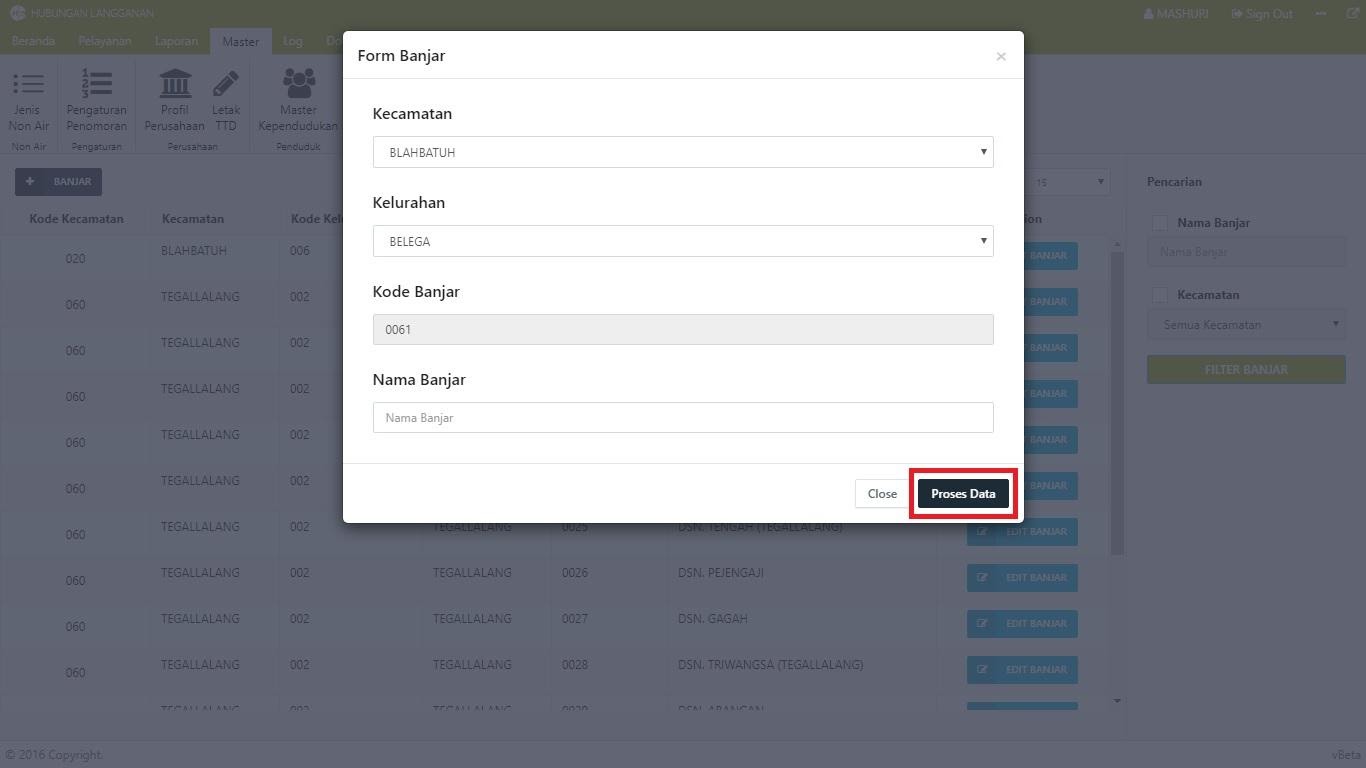 HUBUNGAN LANGGANAN
MASHURI
Sign Out
Beranda
Pelayanan
Laporan
Master
Log
Jenis
Non Air
Pengaturan
Penomoran
Profil
Perusahaan
Letak
TTD
Master
Kependudukan
Non Air
Pengaturan
Perusahaan
Penduduk
Form Banjar
×
Kecamatan
BLAHBATUH
Kelurahan
BELEGA
Kode Banjar
0061
Nama Banjar
Nama Banjar
Close
Proses Data
+ BANJAR
15
Kode Kecamatan
Kecamatan
020 BLAHBATUH 006 BANJAR
060 TEGALLALANG 002 BANJAR
060 TEGALLALANG 002 BANJAR
060 TEGALLALANG 002 BANJAR
060 TEGALLALANG 002 BANJAR
060 TEGALLALANG 002 BANJAR
060 TEGALLALANG 002 TEGALLALANG 0025 DSN. TENGAH (TEGALLALANG) EDIT BANJAR
060 TEGALLALANG 002 TEGALLALANG 0026 DSN. PEJENGAJI EDIT BANJAR
060 TEGALLALANG 002 TEGALLALANG 0027 DSN. GAGAH EDIT BANJAR
060 TEGALLALANG 002 TEGALLALANG 0028 DSN. TRIWANGSA (TEGALLALANG) EDIT BANJAR
Pencarian
Nama Banjar
Nama Banjar
Kecamatan
Semua Kecamatan
FILTER BANJAR
© 2016 Copyright.
vBeta